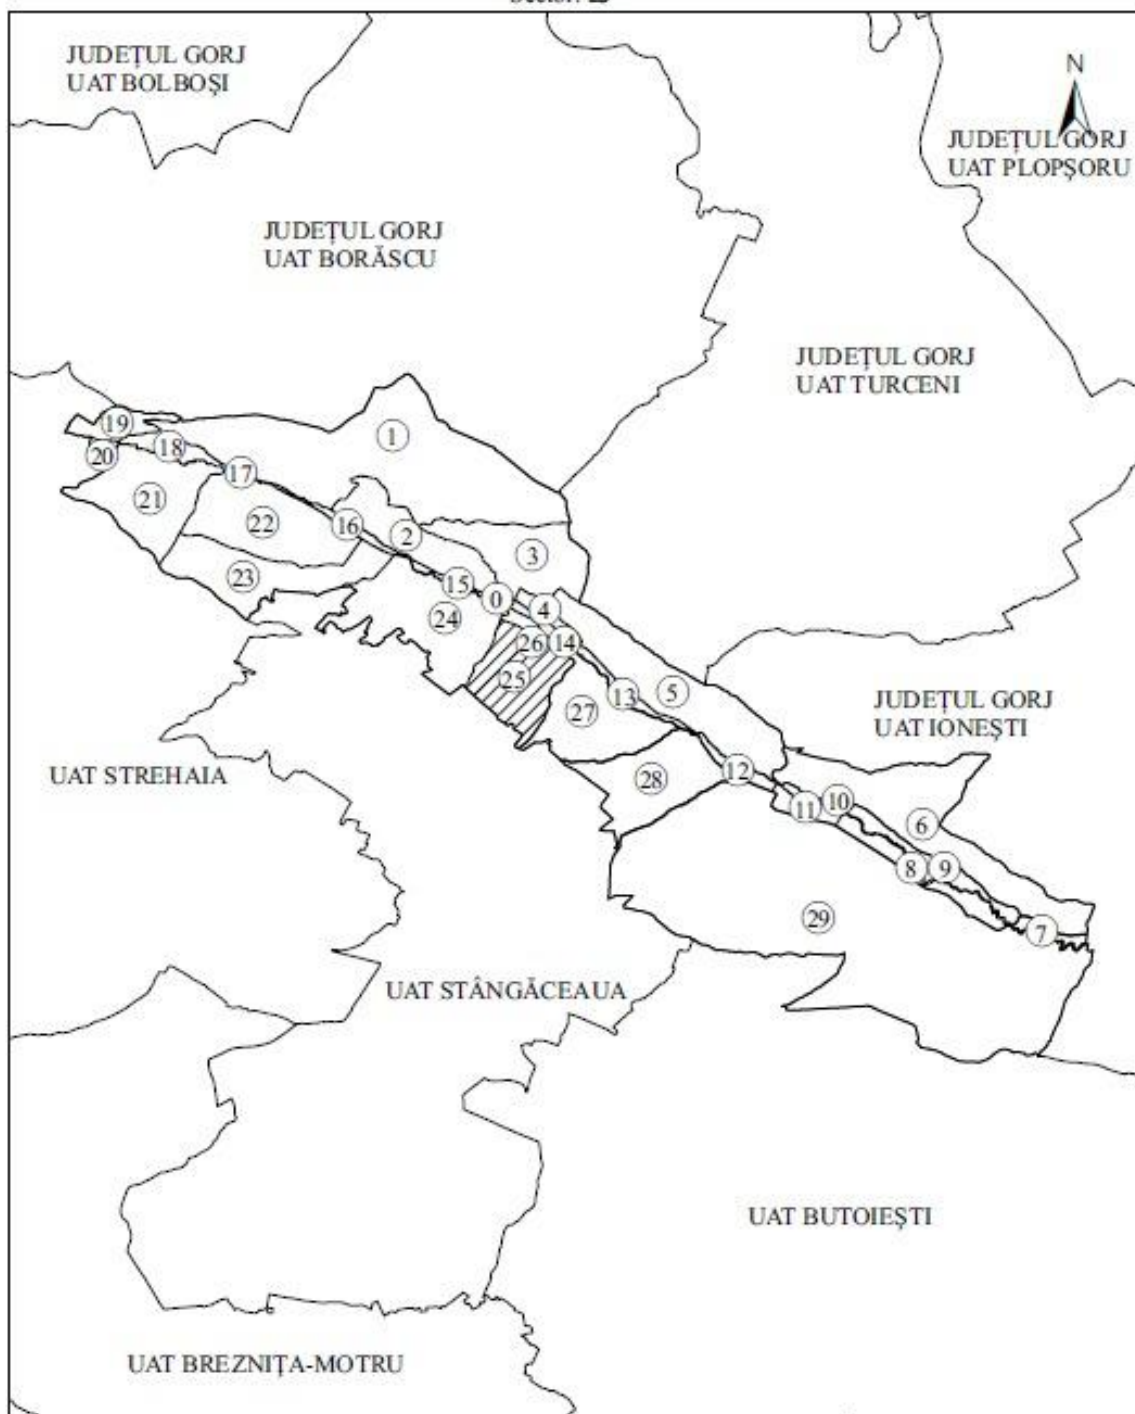 JUDEȚUL GORJ
UAT BOLBOȘI
N
JUDEȚUL GORJ
UAT PLOPȘORU
JUDEȚUL GORJ
UAT BORĂSCU
JUDEȚUL GORJ
UAT TURCENI
1
19
18
20
17
21
22
16
2
3
23
15
0
4
24
26
14
25
5
13
27
JUDEȚUL GORJ
UAT IONEȘTI
UAT STREHAIA
28
12
10
11
6
8
9
29
7
UAT STÂNGĂCEAUA
UAT BUTOIEȘTI
UAT BREZNIȚA-MOTRU